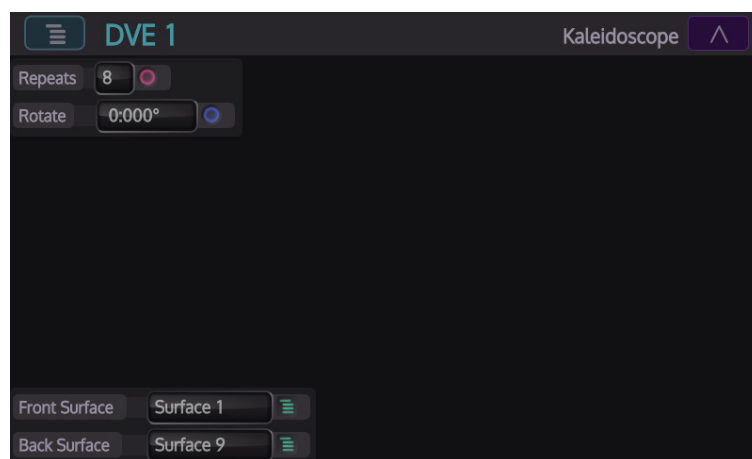 DVE 1
Kaleidoscope
Repeats 8
Rotate 0:000°
Front Surface Surface 1
Back Surface Surface 9